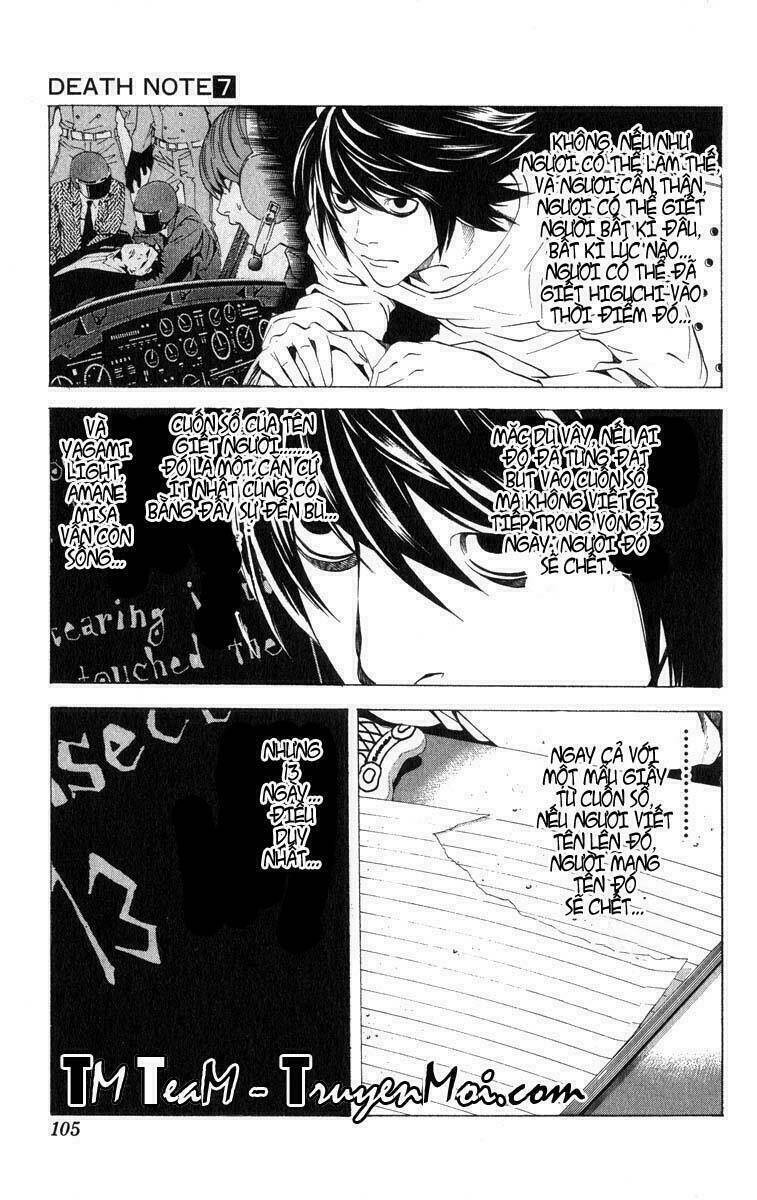 DEATH NOTE 7
KHÔNG, NẾU NHƯ
NGƯƠI CÓ THỂ LÀM THẾ,
VÀ NGƯƠI CẨN THẬN,
NGƯƠI CÓ THỂ GIẾT
NGƯỜI BẤT KÌ ĐÂU,
BẤT KÌ LÚC NÀO...
NGƯƠI CÓ THỂ ĐÃ
GIẾT HIGUCHI VÀO
THỜI ĐIỂM ĐÓ...
MẶC DÙ VẬY, NẾU AI
ĐÓ ĐÃ TỪNG ĐẶT
BÚT VÀO CUỐN SỔ
MÀ KHÔNG VIẾT GÌ
TIẾP TRONG VÒNG 13
NGÀY, NGƯỜI ĐÓ
SẼ CHẾT.
CUỐN SỔ CỦA TÊN
GIẾT NGƯỜI.......
ĐÓ LÀ MỘT CĂN CỨ
ÍT NHẤT CŨNG CÓ
BẰNG ĐẤY SỰ ĐỀN BÙ...
VÀ
YAGAMI
LIGHT,
AMANE
MISA
VẪN CÒN
SỐNG...
tearing i
touched the
NGAY CẢ VỚI
MỘT MẨU GIẤY
TỪ CUỐN SỔ,
NẾU NGƯƠI VIẾT
TÊN LÊN ĐÓ,
NGƯỜI MANG
TÊN ĐÓ
SẼ CHẾT...
NHƯNG
13
NGÀY...
ĐIỀU
DUY
NHẤT...
13
TM TeaM - TruyenMoi.com
105